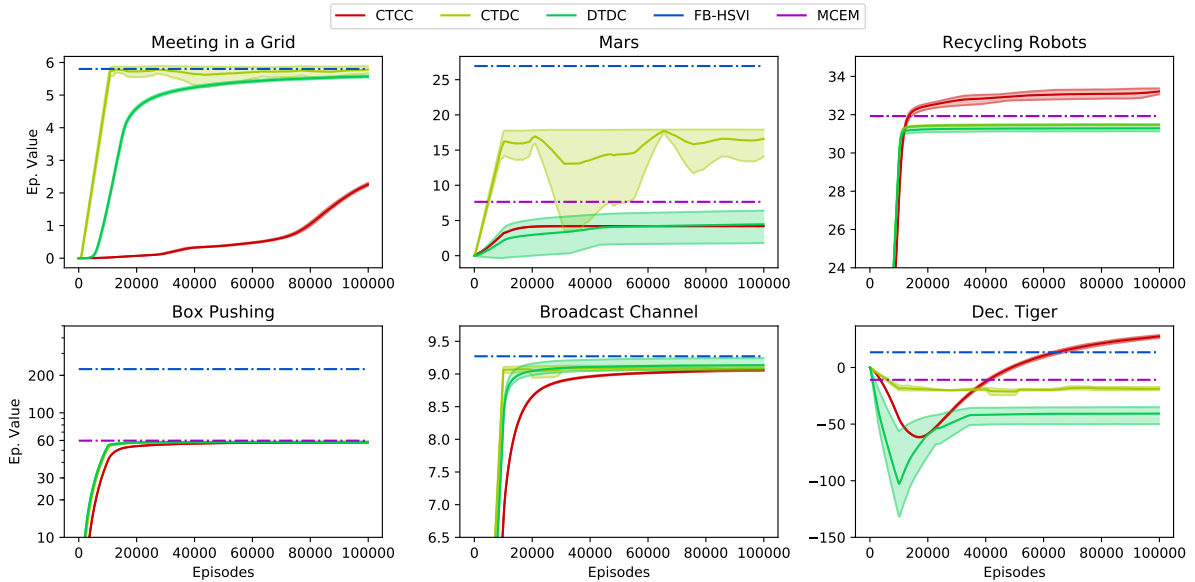 CTCC CTDC DTDC FB-HSVI MCEM
Meeting in a Grid
Mars
Recycling Robots
Ep. Value
6
5
4
3
2
1
0
0 20000 40000 60000 80000 100000
25
20
15
10
5
0
0 20000 40000 60000 80000 100000
34
32
30
28
26
24
0 20000 40000 60000 80000 100000
Box Pushing
Broadcast Channel
Dec. Tiger
Ep. Value
200
100
60
30
20
10
0 20000 40000 60000 80000 100000
Episodes
9.5
9.0
8.5
8.0
7.5
7.0
6.5
0 20000 40000 60000 80000 100000
Episodes
0
−50
−100
−150
0 20000 40000 60000 80000 100000
Episodes